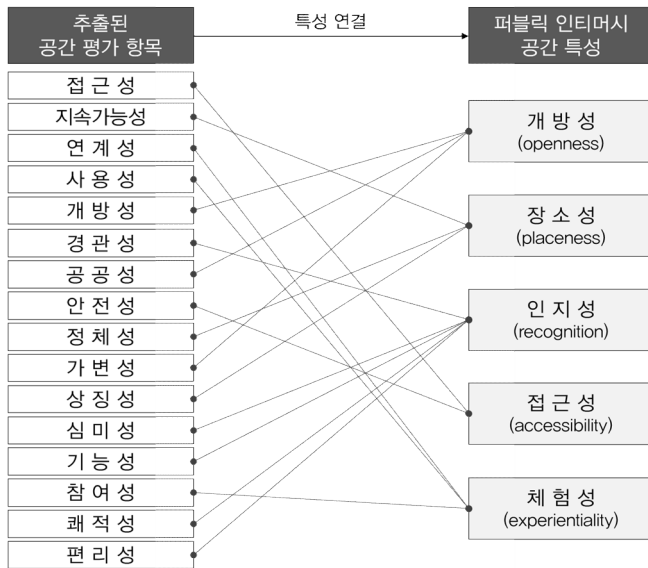 추출된
공간 평가 항목
특성 연결
퍼블릭 인티머시
공간 특성
접 근 성
지속가능성
연 계 성
사 용 성
개 방 성
경 관 성
공 공 성
안 전 성
정 체 성
가 변 성
상 징 성
심 미 성
기 능 성
참 여 성
쾌 적 성
편 리 성
개 방 성
(openness)
장 소 성
(placeness)
인 지 성
(recognition)
접 근 성
(accessibility)
체 험 성
(experientiality)